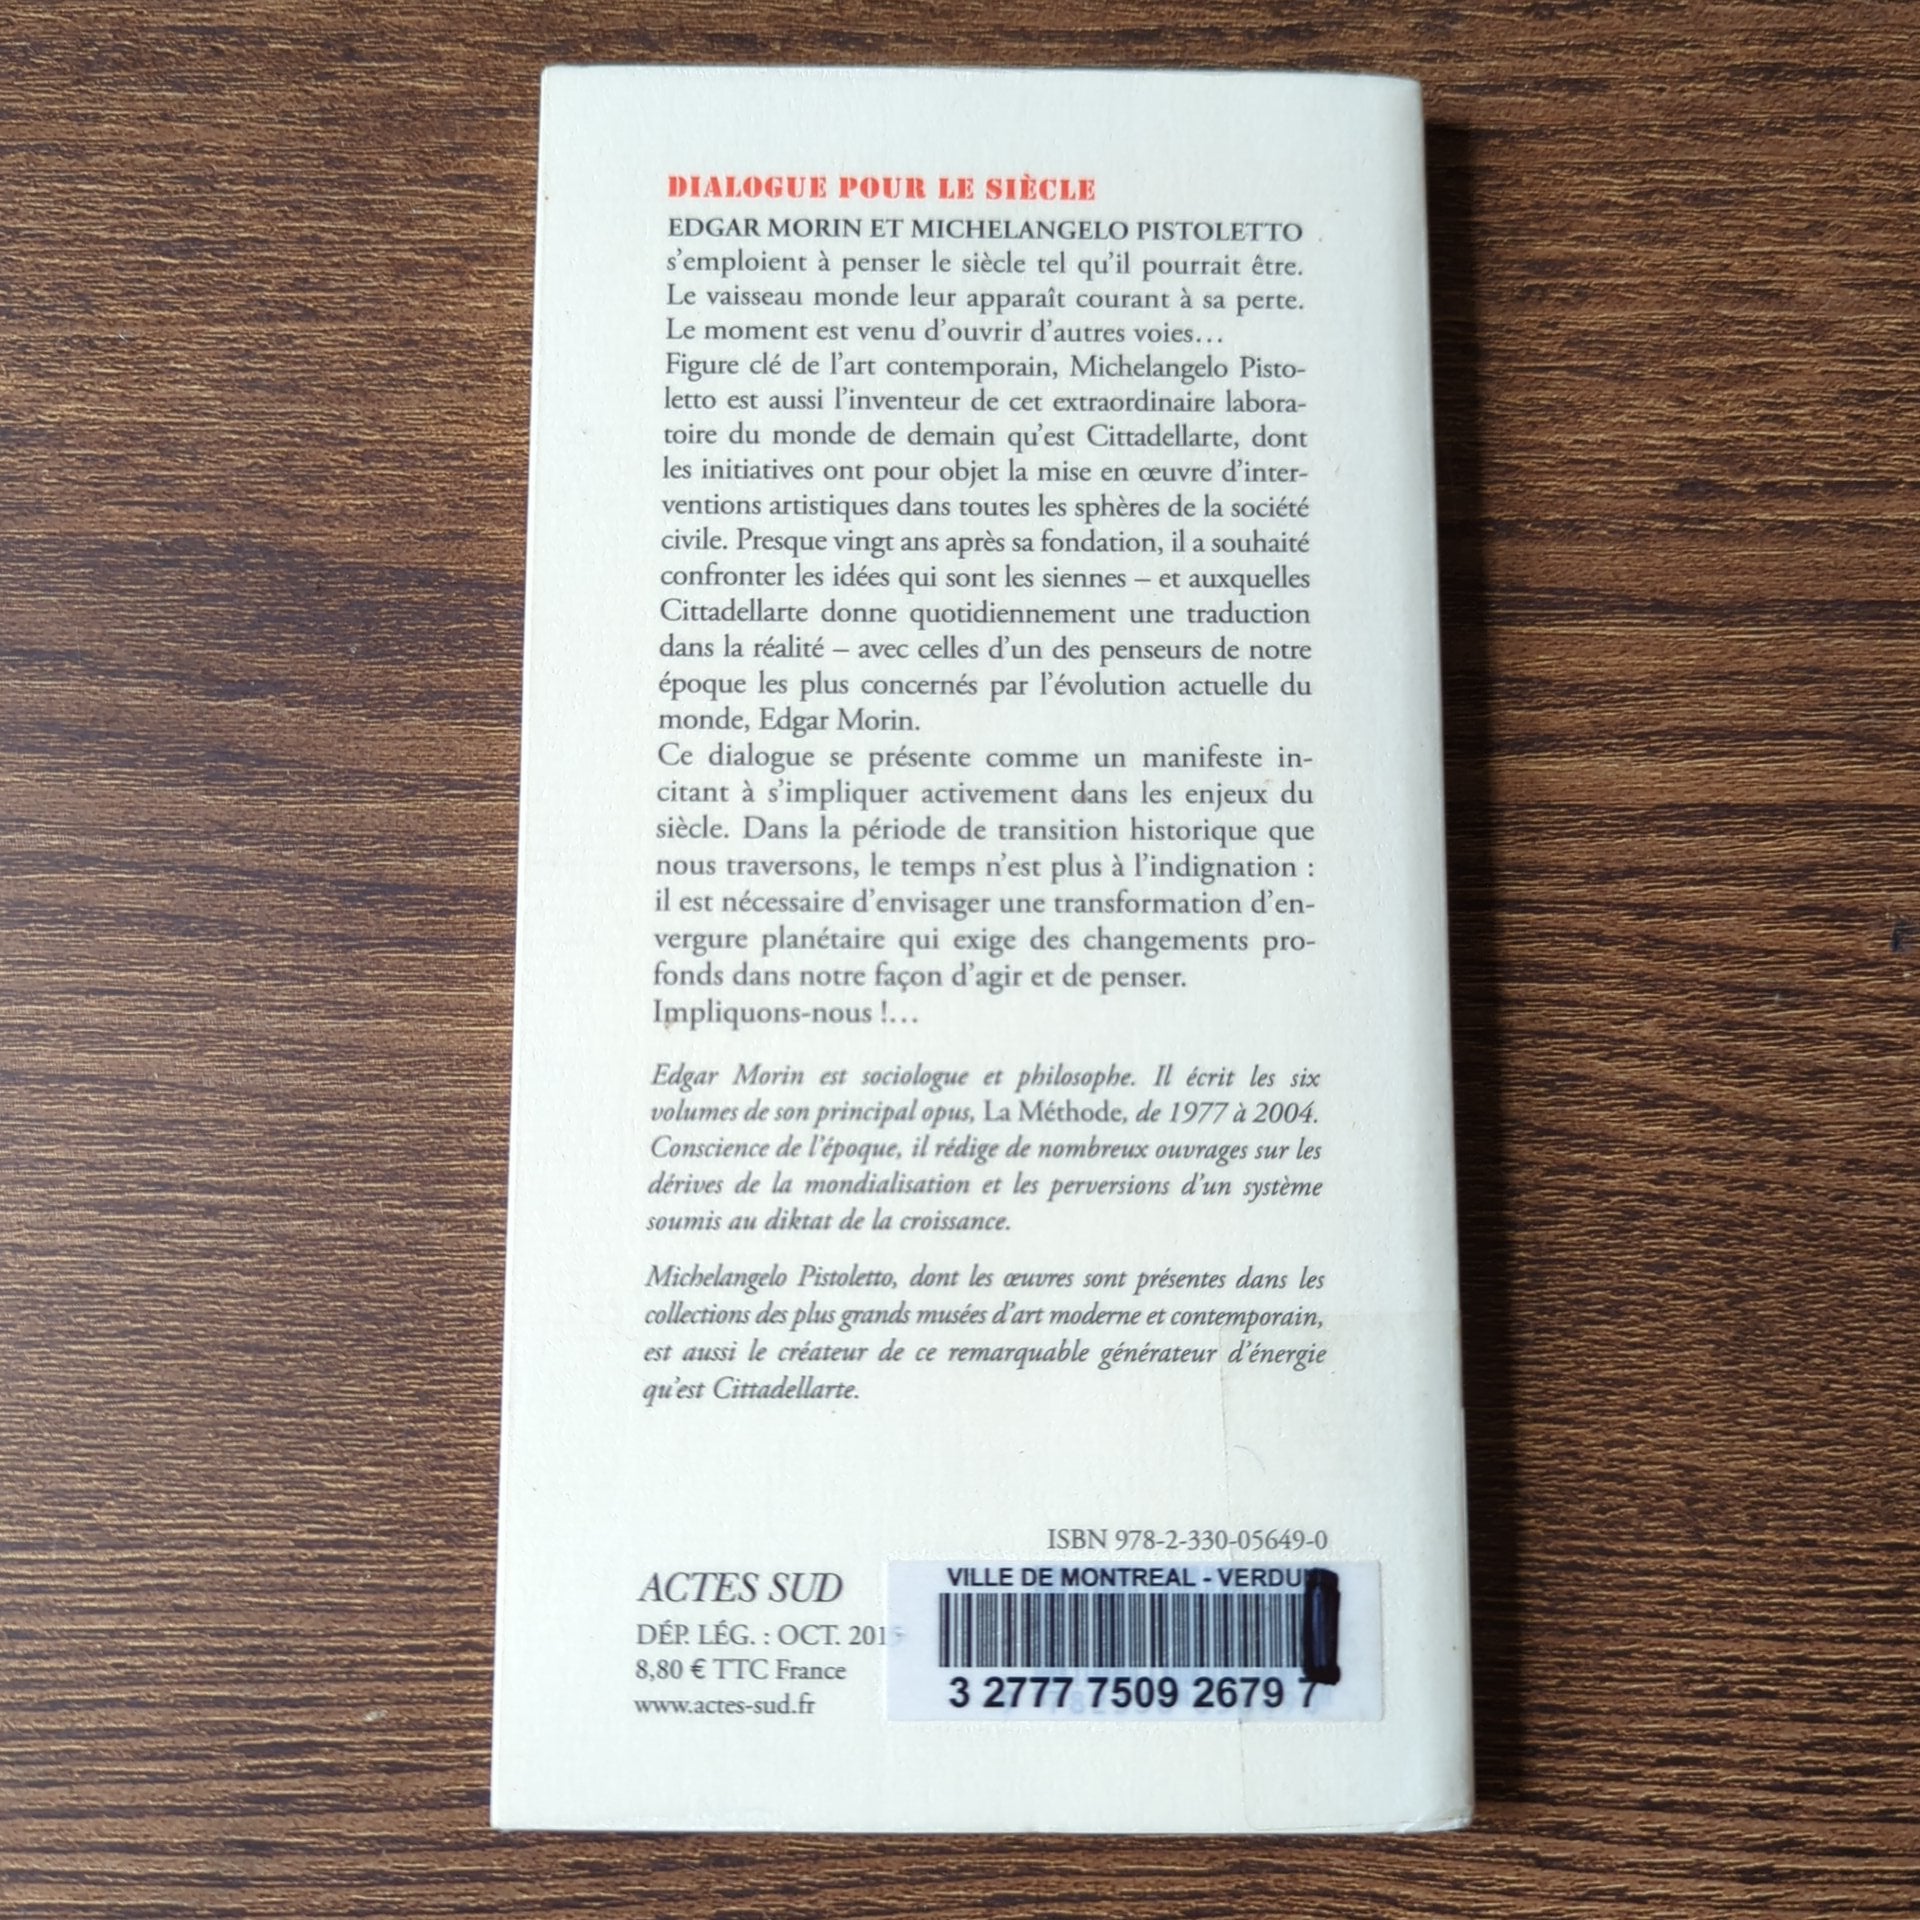 DIALOGUE POUR LE SIÈCLE
EDGAR MORIN ET MICHELANGELO PISTOLETTO
s'emploient à penser le siècle tel qu'il pourrait être.
Le vaisseau monde leur apparaît courant à sa perte.
Le moment est venu d'ouvrir d'autres voies…
Figure clé de l'art contemporain, Michelangelo Pisto-
letto est aussi l'inventeur de cet extraordinaire labora-
toire du monde de demain qu'est Cittadellarte, dont
les initiatives ont pour objet la mise en œuvre d'inter-
ventions artistiques dans toutes les sphères de la société
civile. Presque vingt ans après sa fondation, il a souhaité
confronter les idées qui sont les siennes – et auxquelles
Cittadellarte donne quotidiennement une traduction
dans la réalité – avec celles d'un des penseurs de notre
époque les plus concernés par l'évolution actuelle du
monde, Edgar Morin.
Ce dialogue se présente comme un manifeste in-
citant à s'impliquer activement dans les enjeux du
siècle. Dans la période de transition historique que
nous traversons, le temps n'est plus à l'indignation :
il est nécessaire d'envisager une transformation d'en-
vergure planétaire qui exige des changements pro-
fonds dans notre façon d'agir et de penser.
Impliquons-nous !…
Edgar Morin est sociologue et philosophe. Il écrit les six
volumes de son principal opus, La Méthode, de 1977 à 2004.
Conscience de l'époque, il rédige de nombreux ouvrages sur les
dérives de la mondialisation et les perversions d'un système
soumis au diktat de la croissance.
Michelangelo Pistoletto, dont les œuvres sont présentes dans les
collections des plus grands musées d'art moderne et contemporain,
est aussi le créateur de ce remarquable générateur d'énergie
qu'est Cittadellarte.
ISBN 978-2-330-05649-0
ACTES SUD
DÉP. LÉG. : OCT.
8,80 € TTC France
www.actes-sud.fr
VILLE DE MONTREAL -
3 2777 7509 2679 7